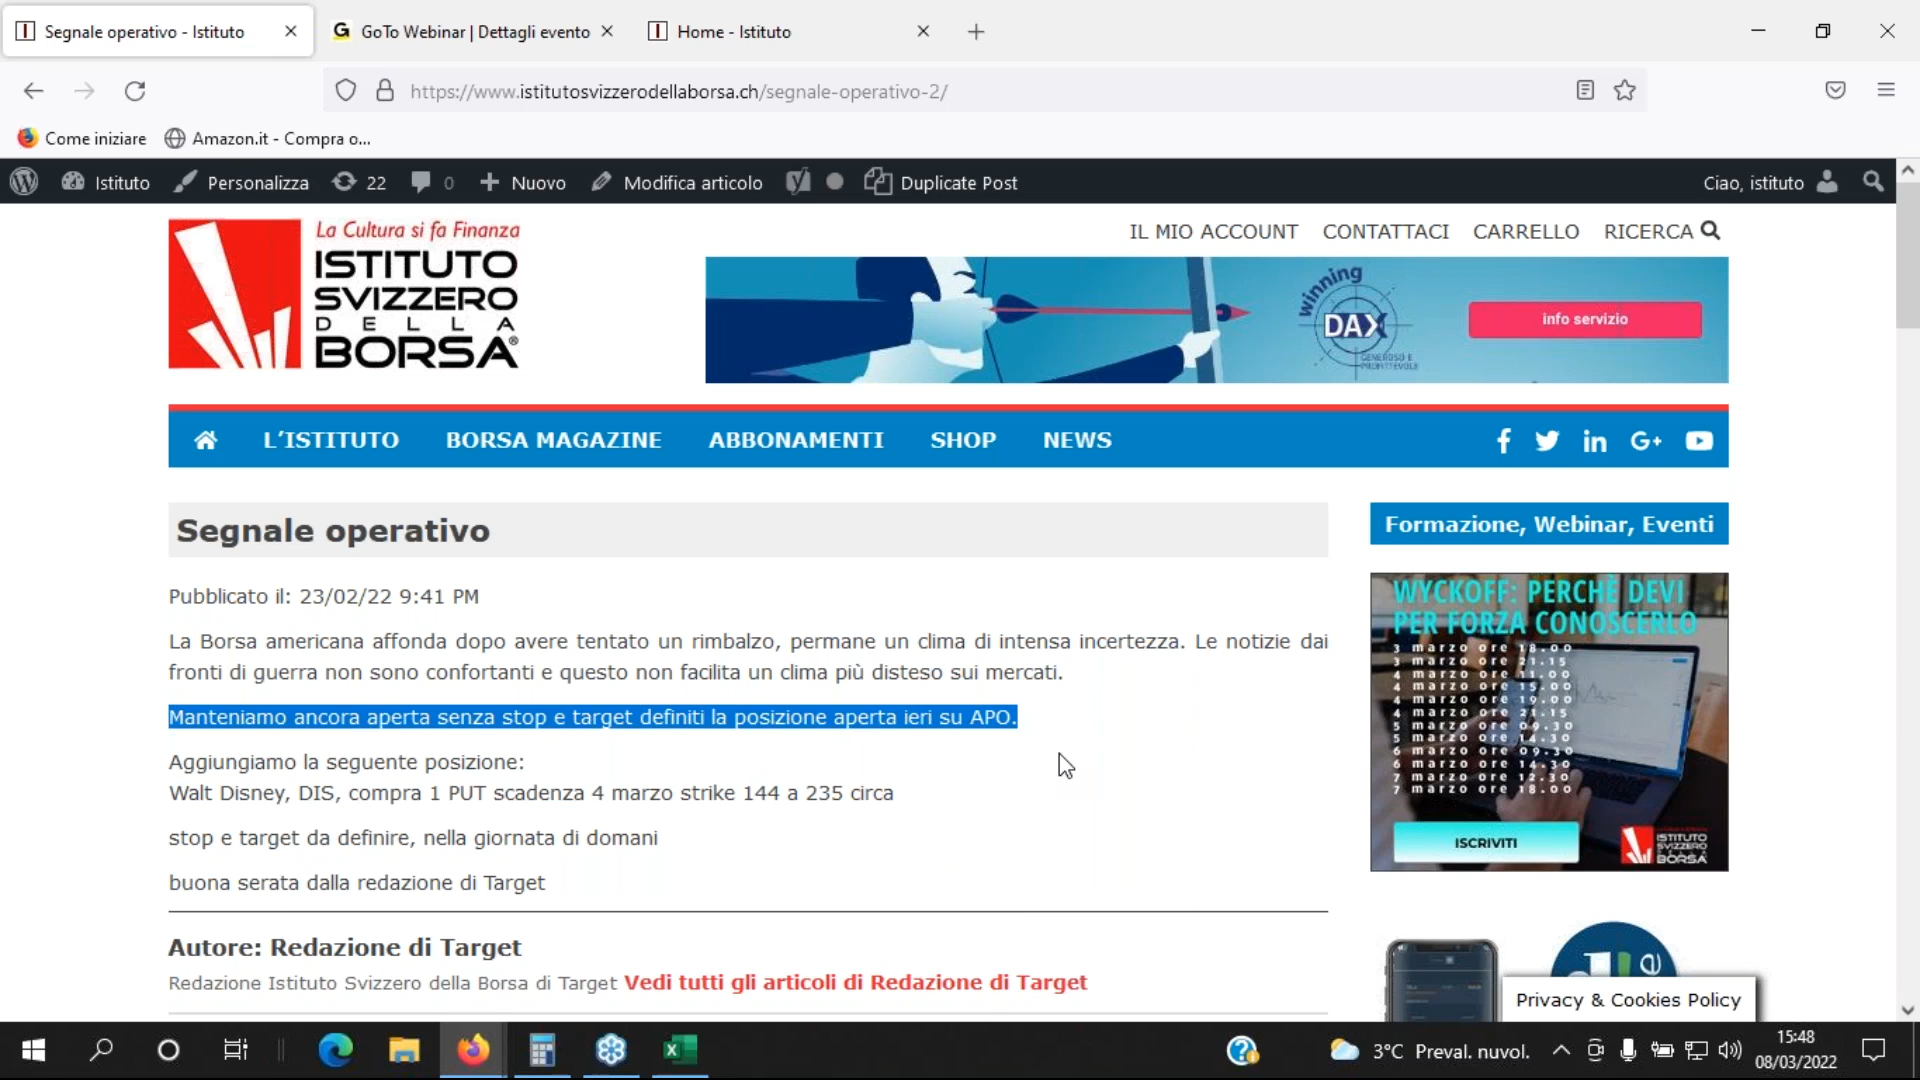 Segnale operativo - Istituto
GoTo Webinar | Dettagli evento
Home - Istituto
https://www.istitutosvizzerodellaborsa.ch/segnale-operativo-2/
Come iniziare
Amazon.it - Compra o...
Istituto Personalizza 22 0 Nuovo Modifica articolo Duplicate Post Ciao, istituto
La Cultura si fa Finanza
ISTITUTO
SVIZZERO
DELLA
BORSA®
IL MIO ACCOUNT CONTATTACI CARRELLO RICERCA
winning
DAX
GENEROSO E
PROFITTEVOLE
info servizio
L'ISTITUTO BORSA MAGAZINE ABBONAMENTI SHOP NEWS
Segnale operativo
Pubblicato il: 23/02/22 9:41 PM
La Borsa americana affonda dopo avere tentato un rimbalzo, permane un clima di intensa incertezza. Le notizie dai
fronti di guerra non sono confortanti e questo non facilita un clima più disteso sui mercati.
Manteniamo ancora aperta senza stop e target definiti la posizione aperta ieri su APO.
Aggiungiamo la seguente posizione:
Walt Disney, DIS, compra 1 PUT scadenza 4 marzo strike 144 a 235 circa
stop e target da definire, nella giornata di domani
buona serata dalla redazione di Target
Autore: Redazione di Target
Redazione Istituto Svizzero della Borsa di Target Vedi tutti gli articoli di Redazione di Target
Formazione, Webinar, Eventi
WYCKOFF: PERCHÈ DEVI
PER FORZA CONOSCERLO
3 marzo ore 18.00
3 marzo ore 21.15
4 marzo ore 11.00
4 marzo ore 15.00
4 marzo ore 19.00
4 marzo ore 21.15
5 marzo ore 09.30
5 marzo ore 14.30
6 marzo ore 09.30
6 marzo ore 14.30
7 marzo ore 12.30
7 marzo ore 18.00
ISCRIVITI
ISTITUTO
SVIZZERO
DELLA
BORSA
Privacy & Cookies Policy
3°C Preval. nuvol.
15:48
08/03/2022